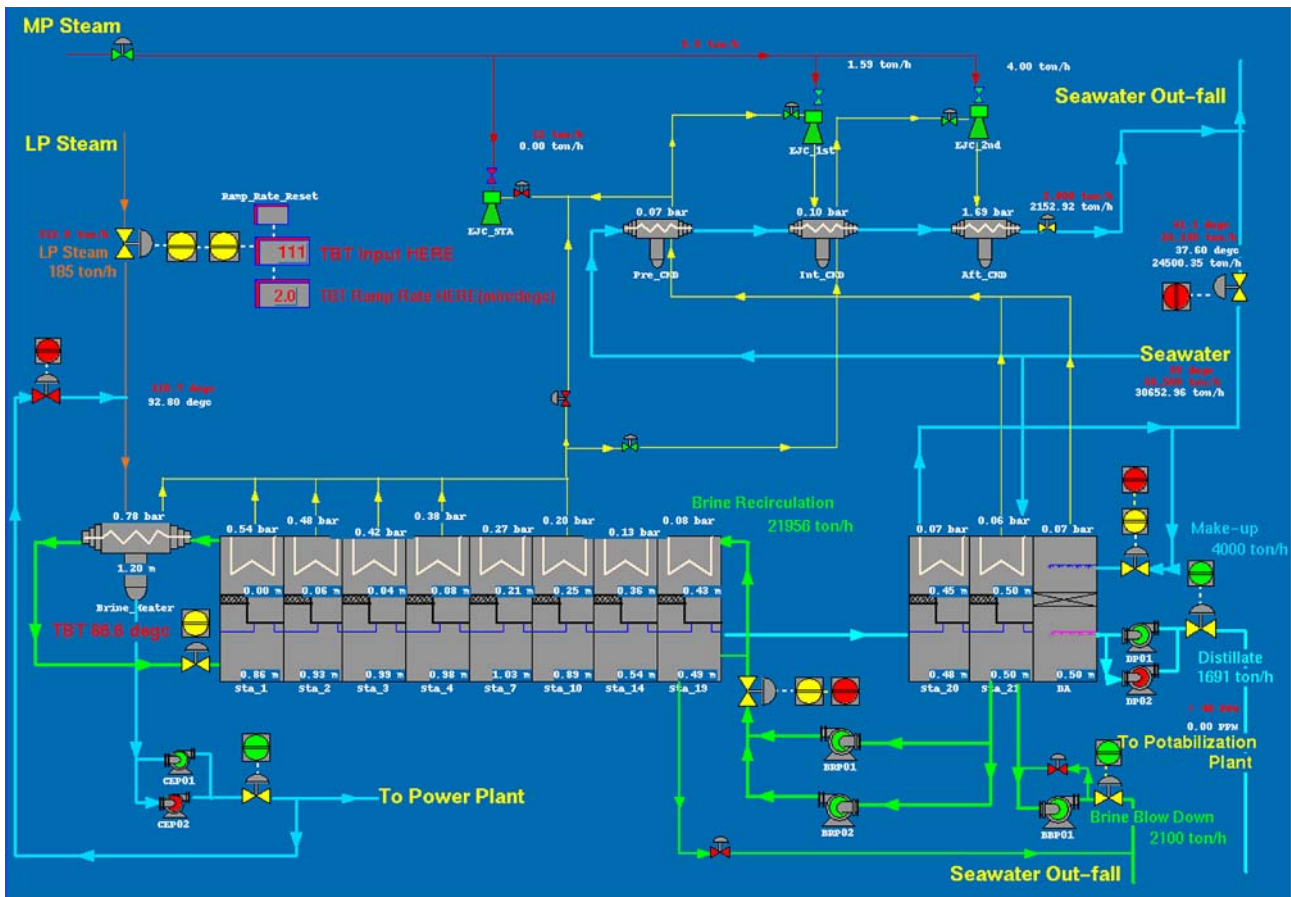 MP Steam
1.59 ton/h
4.00 ton/h
Seawater Out-fall
LP Steam
0.00 ton/h
EJC_1st
EJC_2nd
Ramp_Rate_Reset
EJC_STA
0.07 bar
0.10 bar
1.69 bar
2152.92 ton/h
LP Steam
185 ton/h
111
TBT Input HERE
37.60 degc
24500.35 ton/h
Pre_CND
Int_CND
Aft_CND
2.0
TBT Ramp Rate HERE(min/degc)
Seawater
92.80 degc
30652.96 ton/h
Brine Recirculation
21956 ton/h
0.78 bar
0.54 bar
0.48 bar
0.42 bar
0.38 bar
0.27 bar
0.20 bar
0.13 bar
0.08 bar
0.07 bar
0.06 bar
0.07 bar
Make-up
4000 ton/h
1.20 m
0.00 m
0.06 m
0.04 m
0.08 m
0.21 m
0.25 m
0.36 m
0.43 m
0.45 m
0.50 m
Brine_Heater
TBT 86.6 degc
0.86 m
0.93 m
0.99 m
0.98 m
1.03 m
0.89 m
0.54 m
0.49 m
0.48 m
0.50 m
0.50 m
Sta_1
Sta_2
Sta_3
Sta_4
Sta_7
Sta_10
Sta_14
Sta_19
Sta_20
Sta_21
DA
DP01
DP02
Distillate
1691 ton/h
0.00 PPM
To Potabilization
Plant
CEP01
CEP02
To Power Plant
BRP01
BRP02
BBP01
Brine Blow Down
2100 ton/h
Seawater Out-fall